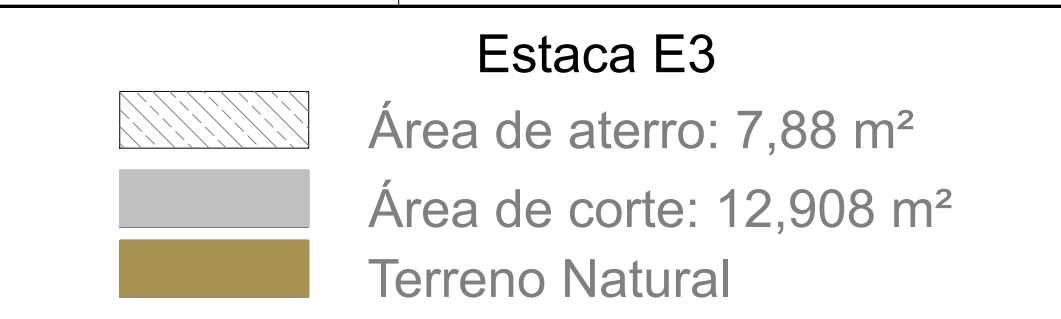 Estaca E3
Área de aterro: 7,88 m²
Área de corte: 12,908 m²
Terreno Natural